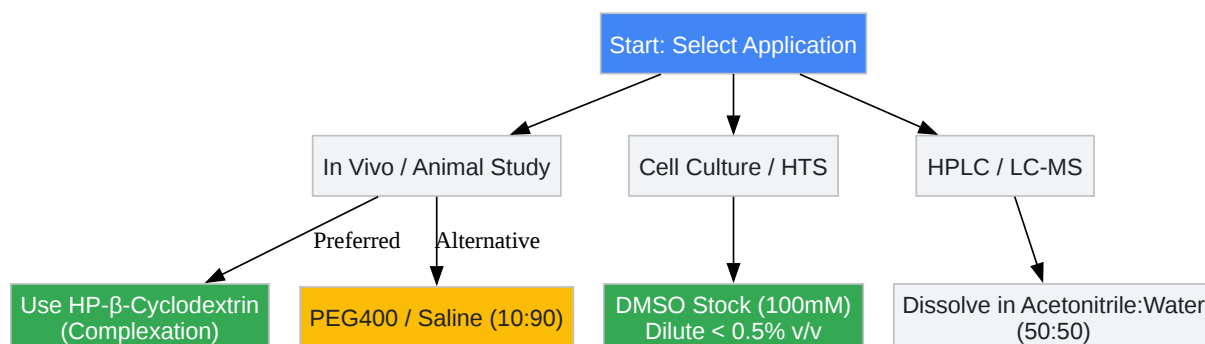 Start: Select Application
In Vivo / Animal Study
Cell Culture / HTS
HPLC / LC-MS
Preferred
Alternative
Use HP-β-Cyclodextrin
(Complexation)
PEG400 / Saline (10:90)
DMSO Stock (100mM)
Dilute < 0.5% v/v
Dissolve in Acetonitrile:Water
(50:50)